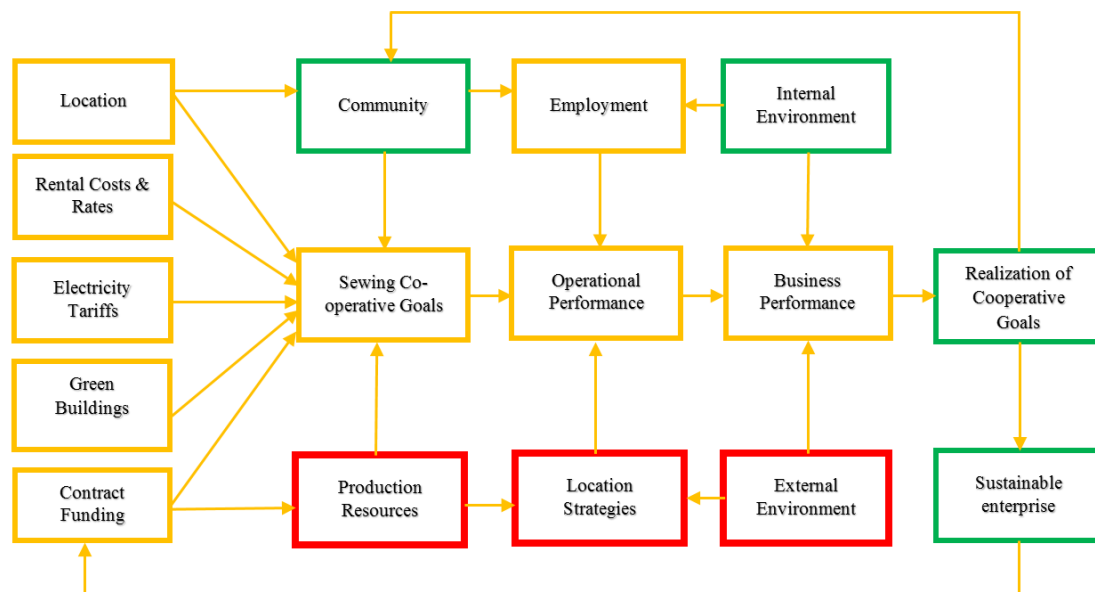 Location
Community
Employment
Internal
Environment
Rental Costs &
Rates
Electricity
Tariffs
Sewing Co-
operative Goals
Operational
Performance
Business
Performance
Realization of
Cooperative
Goals
Green
Buildings
Contract
Funding
Production
Resources
Location
Strategies
External
Environment
Sustainable
enterprise